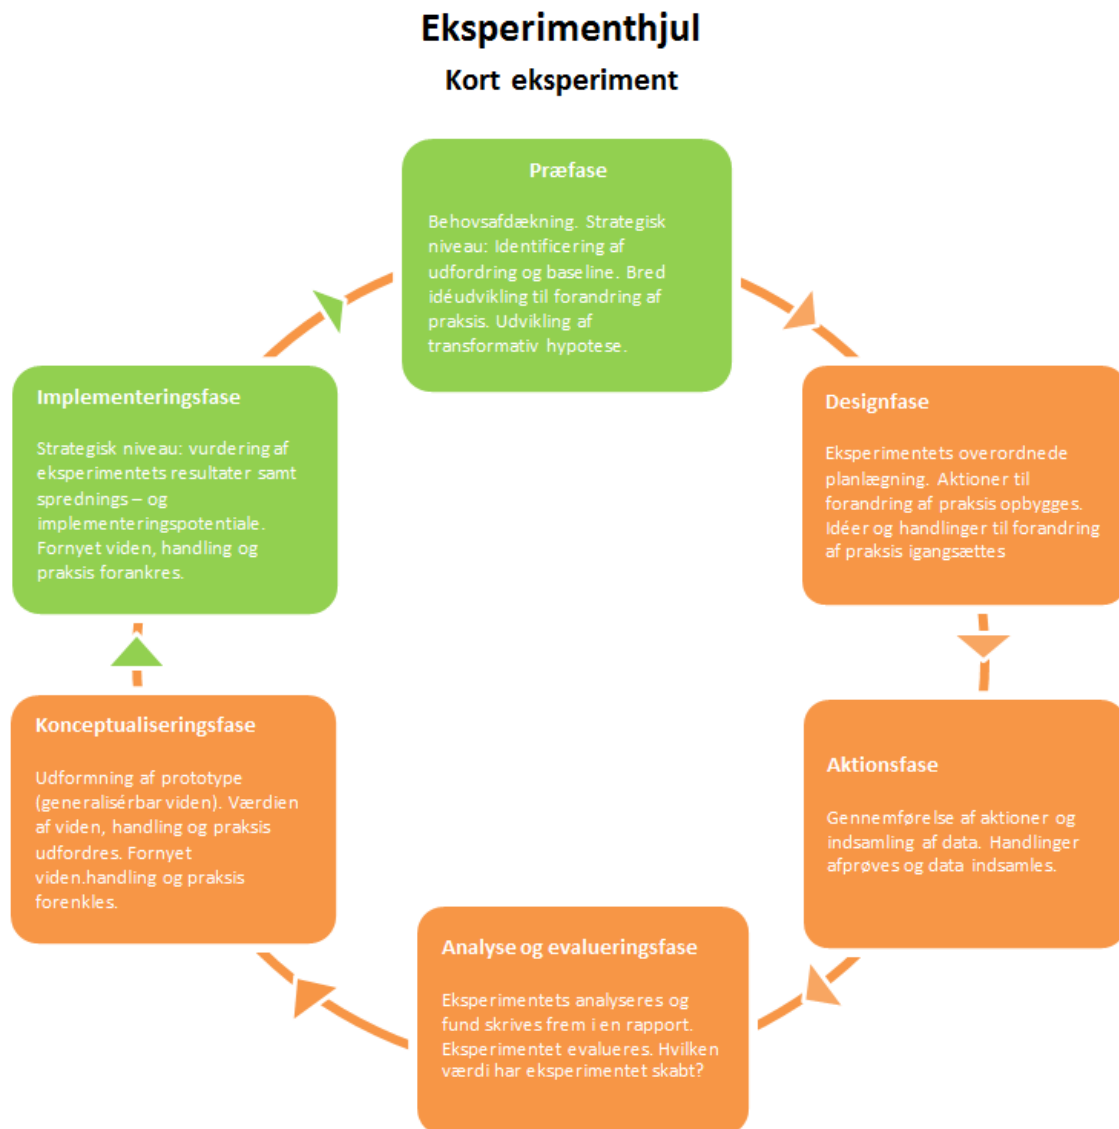 Eksperimenthjul
Kort eksperiment
Præfase
Behovsafdækning. Strategisk
niveau: Identificering af
udfordring og baseline. Bred
idéudvikling til forandring af
praksis. Udvikling af
transformativ hypotese.
Designfase
Eksperimentets overordnede
planlægning. Aktioner til
forandring af praksis opbygges.
Idéer og handlinger til forandring
af praksis igangsættes
Aktionsfase
Gennemførelse af aktioner og
indsamling af data. Handlinger
afprøves og data indsamles.
Analyse og evalueringsfase
Eksperimentets analyseres og
fund skrives frem i en rapport.
Eksperimentet evalueres. Hvilken
værdi har eksperimentet skabt?
Konceptualiseringsfase
Udformning af prototype
(generalisérbar viden). Værdien
af viden, handling og praksis
udfordres. Fornyet
viden.handling og praksis
forenkles.
Implementeringsfase
Strategisk niveau: vurdering af
eksperimentets resultater samt
sprednings – og
implementeringspotentiale.
Fornyet viden, handling og
praksis forankres.